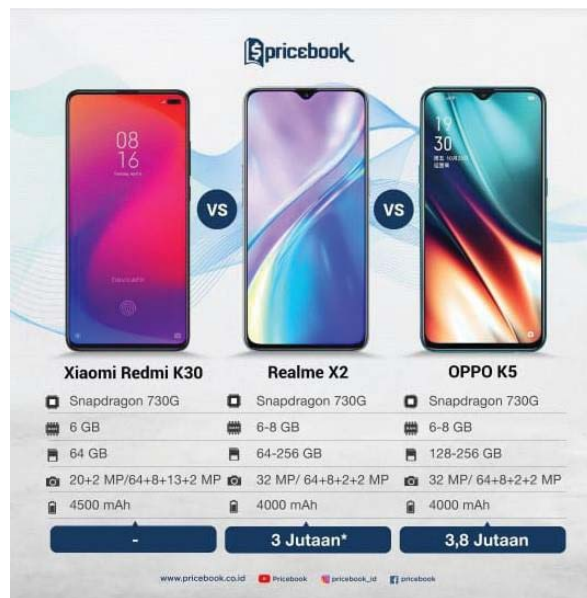 pricebook
08
16
19
30
VS
VS
Xiaomi Redmi K30
Snapdragon 730G
6 GB
64 GB
20+2 MP/64+8+13+2 MP
4500 mAh
-
Realme X2
Snapdragon 730G
6-8 GB
64-256 GB
32 MP/ 64+8+2+2 MP
4000 mAh
3 Jutaan*
OPPO K5
Snapdragon 730G
6-8 GB
128-256 GB
32 MP/ 64+8+2+2 MP
4000 mAh
3,8 Jutaan
www.pricebook.co.id Pricebook pricebook_id pricebook